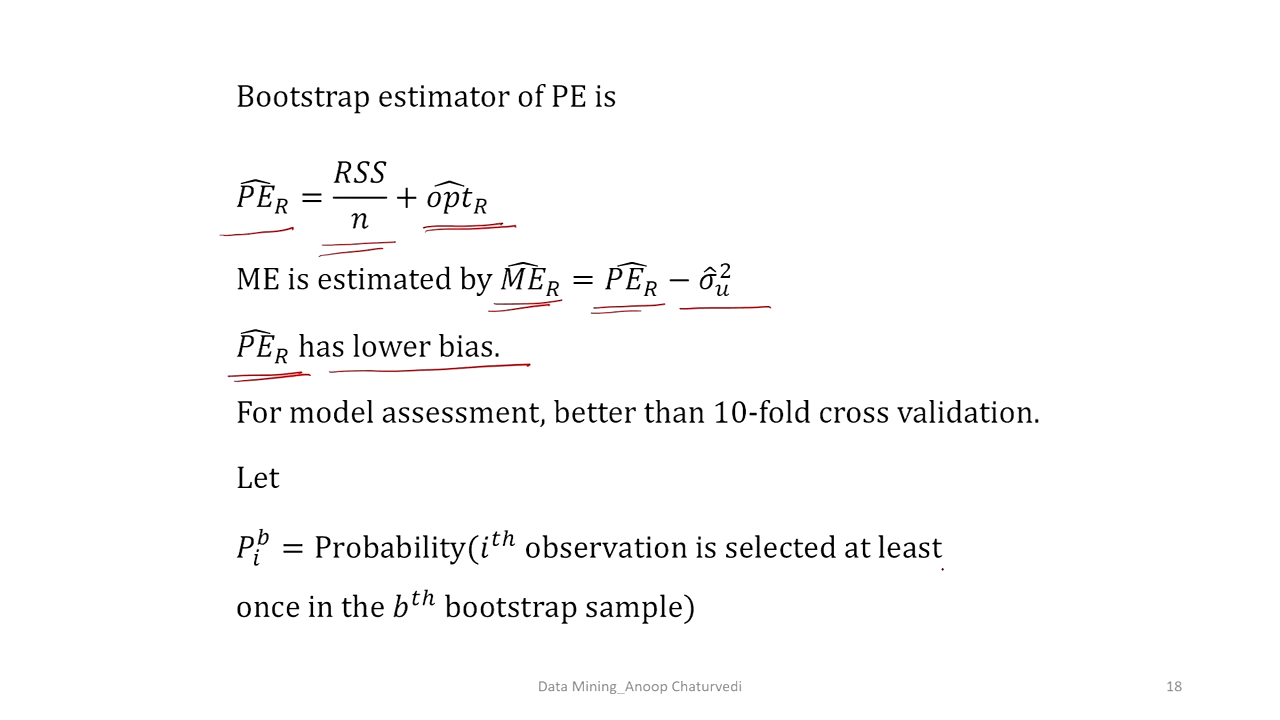 Bootstrap estimator of PE is
$\widehat{PE}_R = \frac{RSS}{n} + \widehat{opt}_R$
ME is estimated by $\widehat{ME}_R = \widehat{PE}_R - \hat{\sigma}_u^2$
$\widehat{PE}_R$ has lower bias.
For model assessment, better than 10-fold cross validation.
Let
$P_i^b$ = Probability($i^{th}$ observation is selected at least
once in the $b^{th}$ bootstrap sample)
Data Mining_Anoop Chaturvedi
18